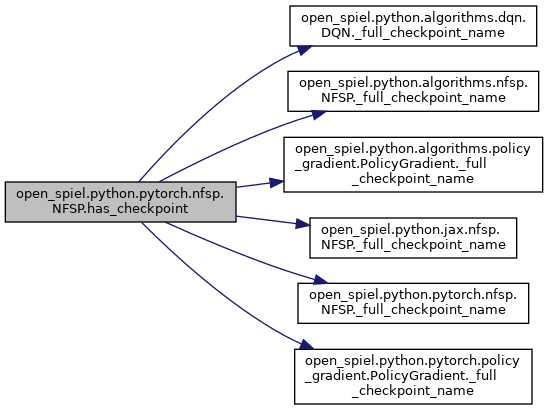 open_spiel.python.algorithms.dqn.
DQN._full_checkpoint_name
open_spiel.python.algorithms.nfsp.
NFSP._full_checkpoint_name
open_spiel.python.algorithms.policy
_gradient.PolicyGradient._full
_checkpoint_name
open_spiel.python.pytorch.nfsp.
NFSP.has_checkpoint
open_spiel.python.jax.nfsp.
NFSP._full_checkpoint_name
open_spiel.python.pytorch.nfsp.
NFSP._full_checkpoint_name
open_spiel.python.pytorch.policy
_gradient.PolicyGradient._full
_checkpoint_name